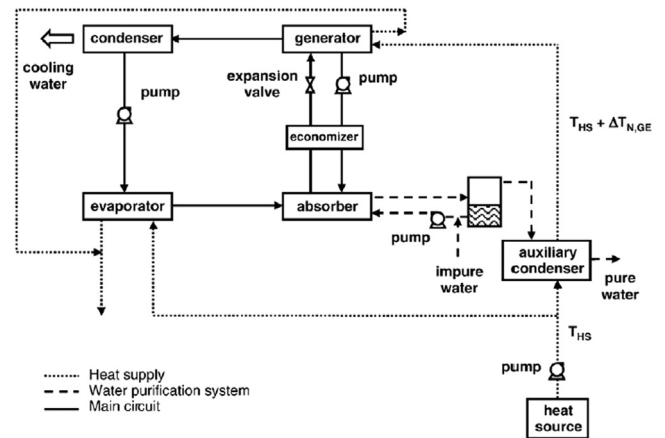 condenser
generator
cooling
water
pump
expansion
valve
pump
T_HS + ΔT_N,GE
economizer
evaporator
absorber
pump
impure
water
auxiliary
condenser
pure
water
T_HS
Heat supply
Water purification system
Main circuit
pump
heat
source